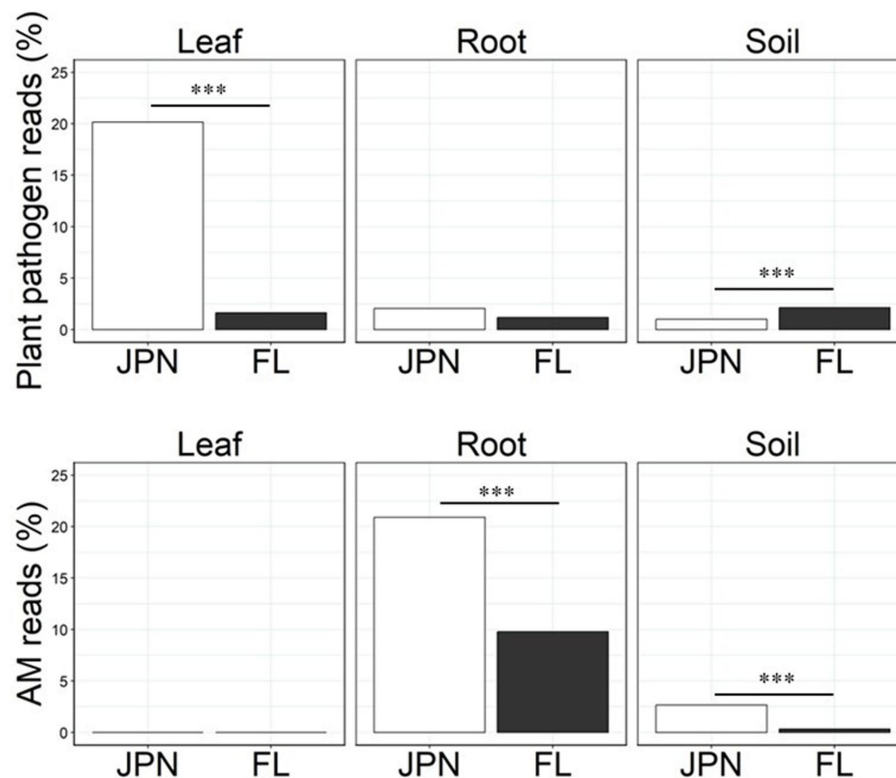 Plant pathogen reads (%)
Leaf Root Soil
25
20
15
10
5
0
***
***
JPN FL JPN FL JPN FL
AM reads (%)
Leaf Root Soil
25
20
15
10
5
0
***
***
JPN FL JPN FL JPN FL